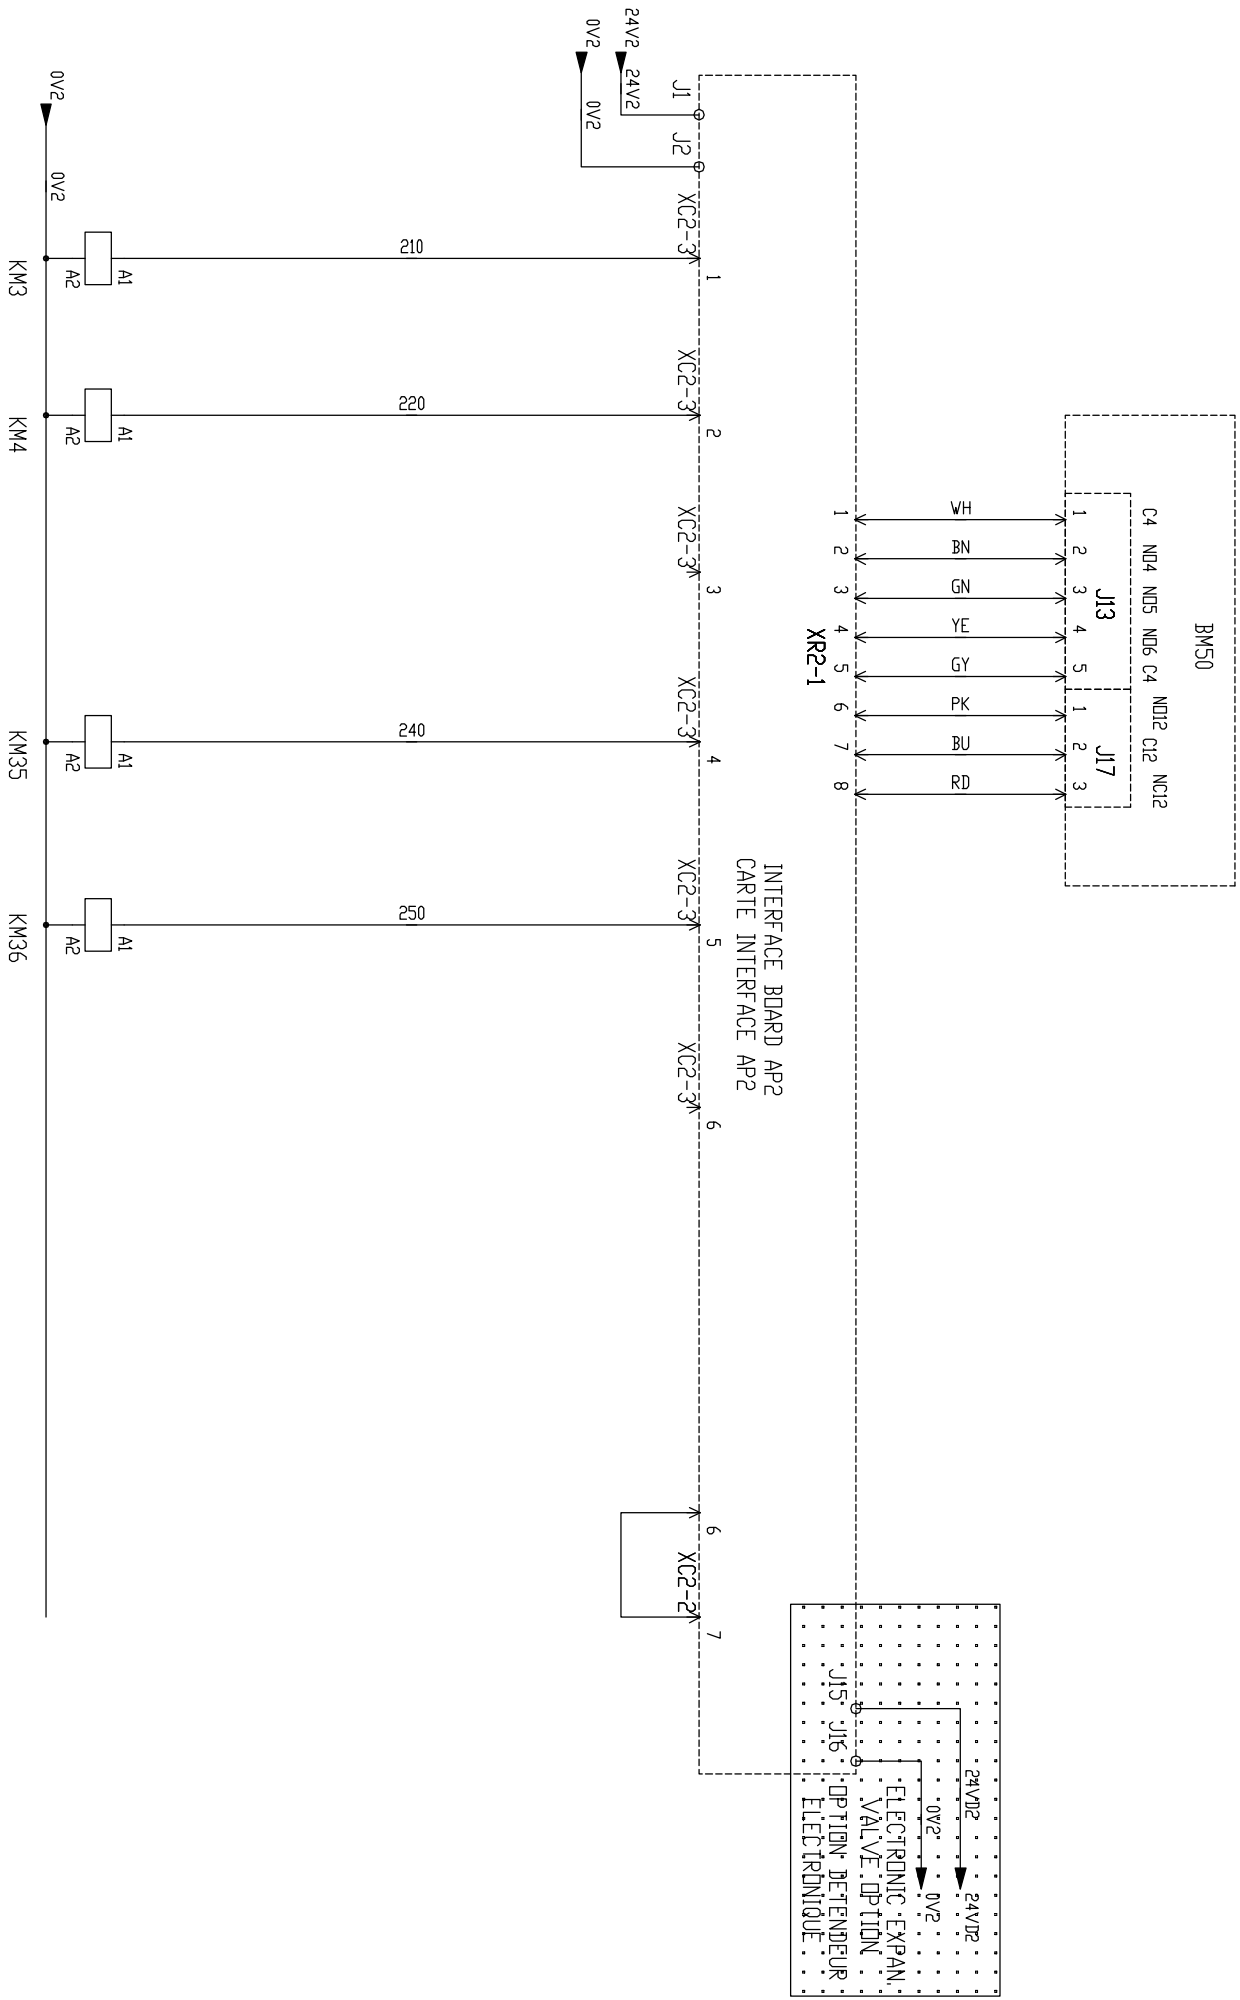 BM50
C4 NO4 NO5 NO6 C4 NO12 C12 NC12
J13 J17
1 2 3 4 5 1 2 3
WH
BN
GN
YE
GY
PK
BU
RD
1 2 3 4 5 6 7 8
XR2-1
INTERFACE BOARD AP2
CARTE INTERFACE AP2
24V2
24V2
0V2
0V2
J1 J2
XC2-3
1
XC2-3
2
XC2-3
3
XC2-3
4
XC2-3
5
XC2-3
6
6
XC2-2
7
J15 J16
24VD2
24VD2
0V2
0V2
ELECTRONIC EXPAN.
VALVE OPTION
OPTION DETENDEUR
ELECTRONIQUE
210
220
240
250
0V2
0V2
A1
A2
KM3
A1
A2
KM4
A1
A2
KM35
A1
A2
KM36